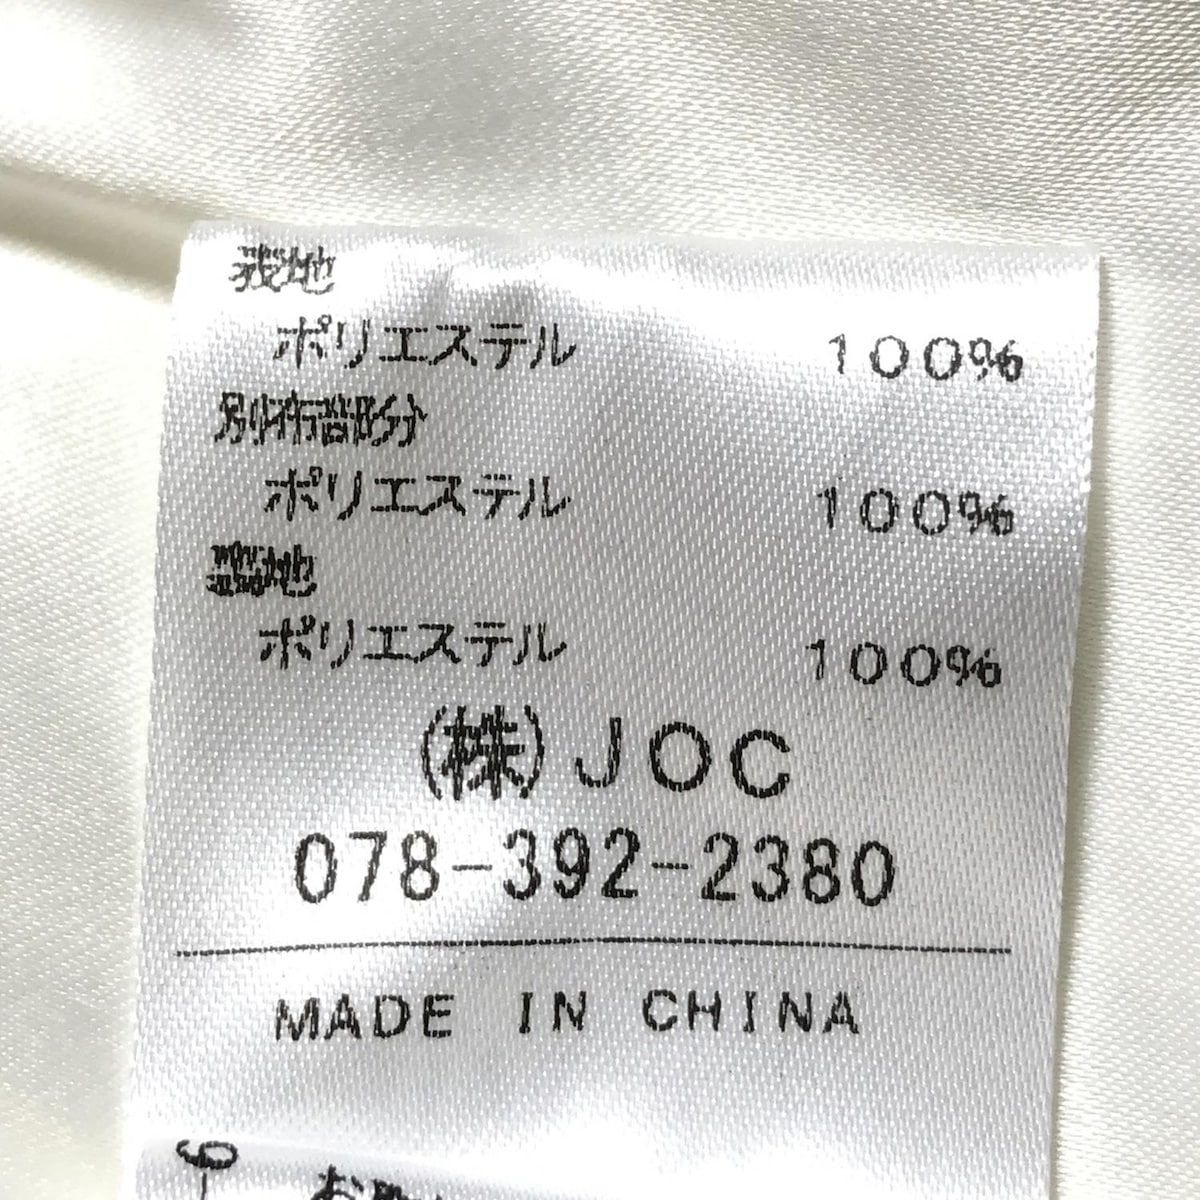 表地
ポリエステル 100%
別布部分
ポリエステル 100%
裏地
ポリエステル 100%
(株)JOC
078-392-2380
MADE IN CHINA